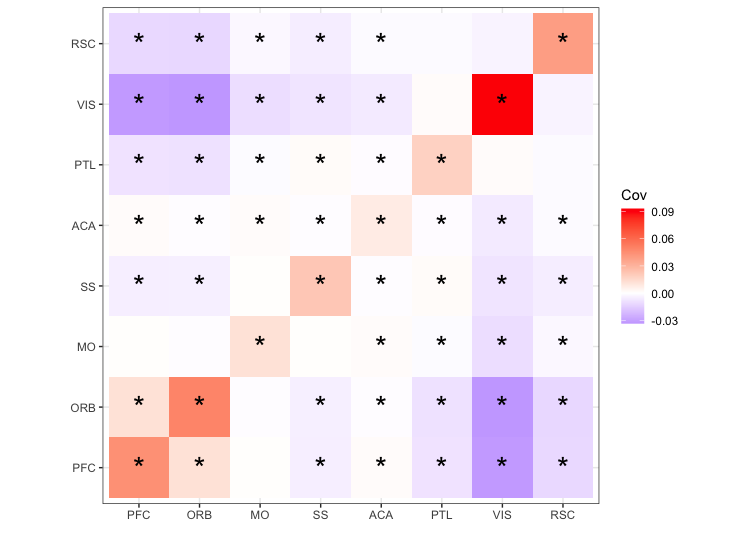 RSC * * * * * *
VIS * * * * * *
PTL * * * * * *
ACA * * * * * * * *
SS * * * * * * *
MO * * * * *
ORB * * * * * * *
PFC * * * * * * *
PFC ORB MO SS ACA PTL VIS RSC
Cov
0.09
0.06
0.03
0.00
-0.03